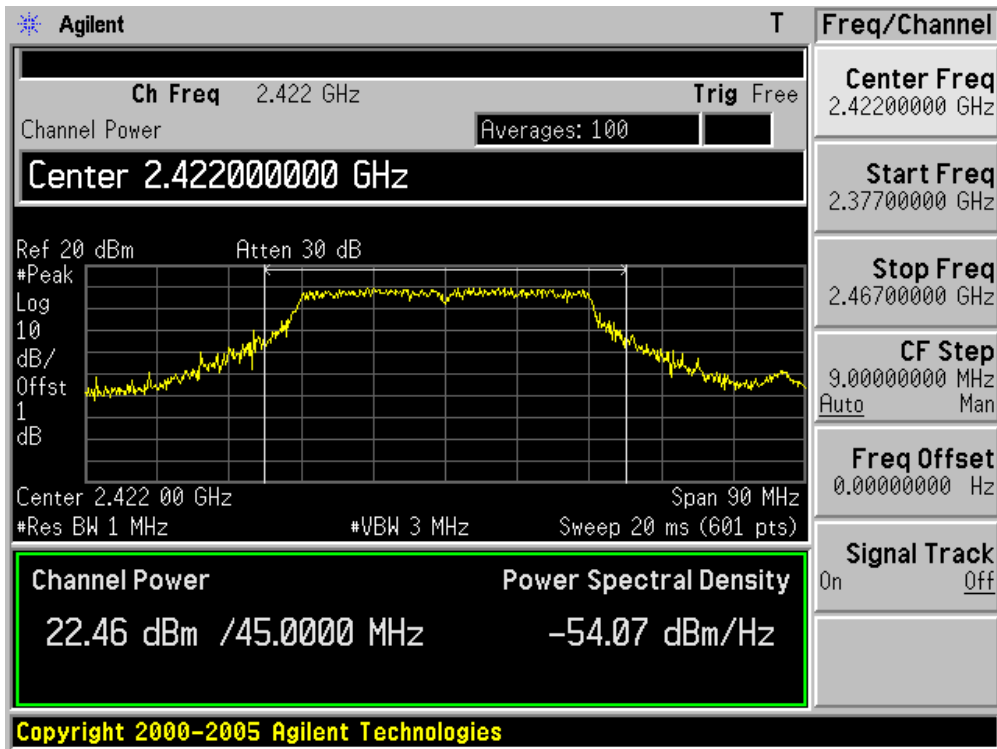 Agilent T Freq/Channel
Ch Freq 2.422 GHz Trig Free
Channel Power Averages: 100
Center 2.422000000 GHz
Ref 20 dBm Atten 30 dB
#Peak
Log
10
dB/
Offst
1
dB
Center 2.422 00 GHz Span 90 MHz
#Res BW 1 MHz #VBW 3 MHz Sweep 20 ms (601 pts)
Channel Power Power Spectral Density
22.46 dBm /45.0000 MHz -54.07 dBm/Hz
Center Freq
2.42200000 GHz
Start Freq
2.37700000 GHz
Stop Freq
2.46700000 GHz
CF Step
9.00000000 MHz
Auto Man
Freq Offset
0.00000000 Hz
Signal Track
On Off
Copyright 2000-2005 Agilent Technologies